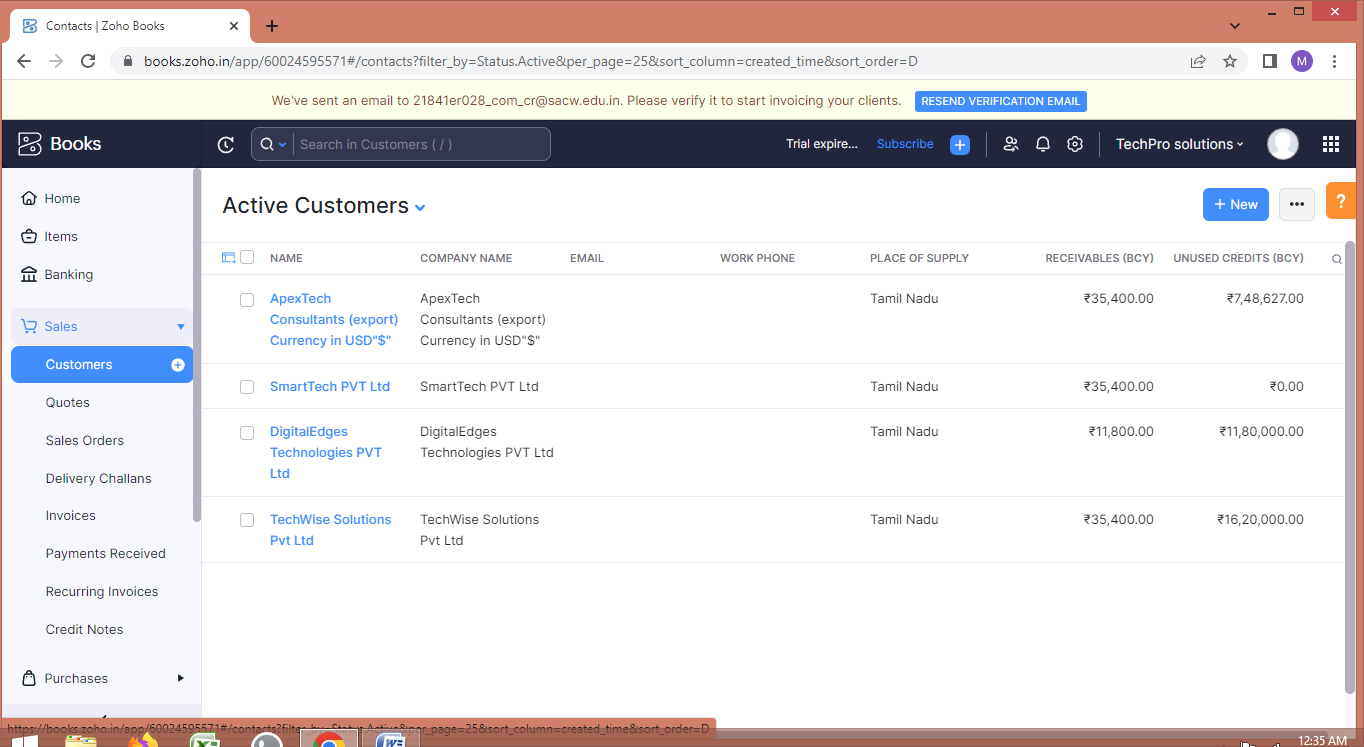 Contacts | Zoho Books
books.zoho.in/app/60024595571#/contacts?filter_by=Status.Active&per_page=25&sort_column=created_time&sort_order=D
M
We've sent an email to 21841er028_com_cr@sacw.edu.in. Please verify it to start invoicing your clients. RESEND VERIFICATION EMAIL
Books
Search in Customers ( / )
Trial expire... Subscribe
TechPro solutions
Home
Items
Banking
Sales
Customers
Quotes
Sales Orders
Delivery Challans
Invoices
Payments Received
Recurring Invoices
Credit Notes
Purchases
Active Customers
+ New
?
NAME COMPANY NAME EMAIL WORK PHONE PLACE OF SUPPLY RECEIVABLES (BCY) UNUSED CREDITS (BCY)
ApexTech ApexTech Tamil Nadu ₹35,400.00 ₹7,48,627.00
Consultants (export) Consultants (export)
Currency in USD"$" Currency in USD"$"
SmartTech PVT Ltd SmartTech PVT Ltd Tamil Nadu ₹35,400.00 ₹0.00
DigitalEdges DigitalEdges Tamil Nadu ₹11,800.00 ₹11,80,000.00
Technologies PVT Technologies PVT Ltd
Ltd
TechWise Solutions TechWise Solutions Tamil Nadu ₹35,400.00 ₹16,20,000.00
Pvt Ltd Pvt Ltd
https://books.zoho.in/app/60024595571#/contacts?filter_by=Status.Active&per_page=25&sort_column=created_time&sort_order=D
12:35 AM